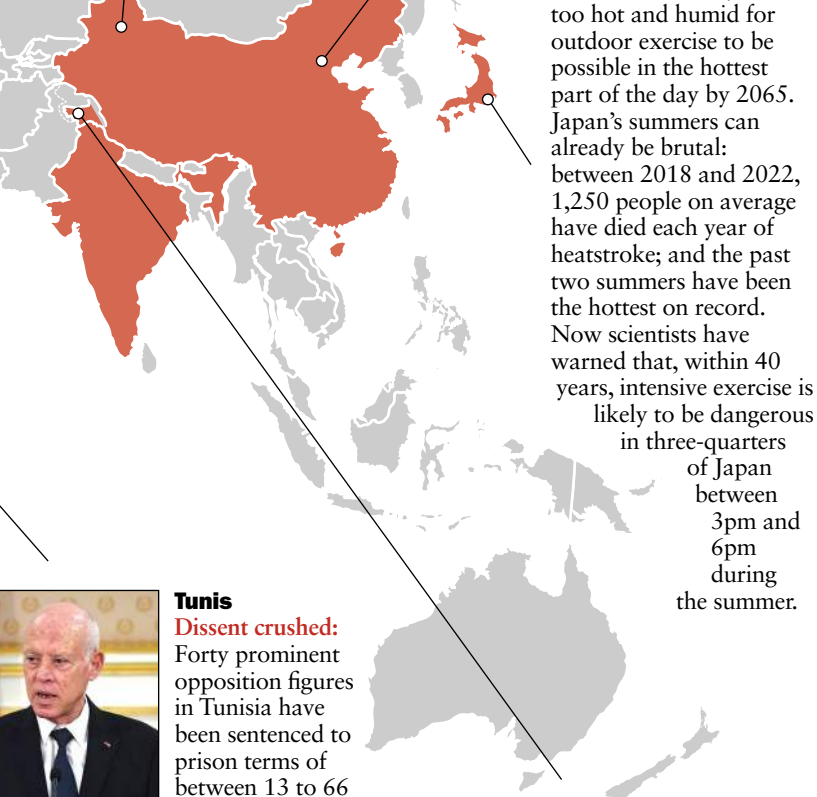 too hot and humid for
outdoor exercise to be
possible in the hottest
part of the day by 2065.
Japan’s summers can
already be brutal:
between 2018 and 2022,
1,250 people on average
have died each year of
heatstroke; and the past
two summers have been
the hottest on record.
Now scientists have
warned that, within 40
years, intensive exercise is
likely to be dangerous
in three-quarters
of Japan
between
3pm and
6pm
during
the summer.
Tunis
Dissent crushed:
Forty prominent
opposition figures
in Tunisia have
been sentenced to
prison terms of
between 13 to 66